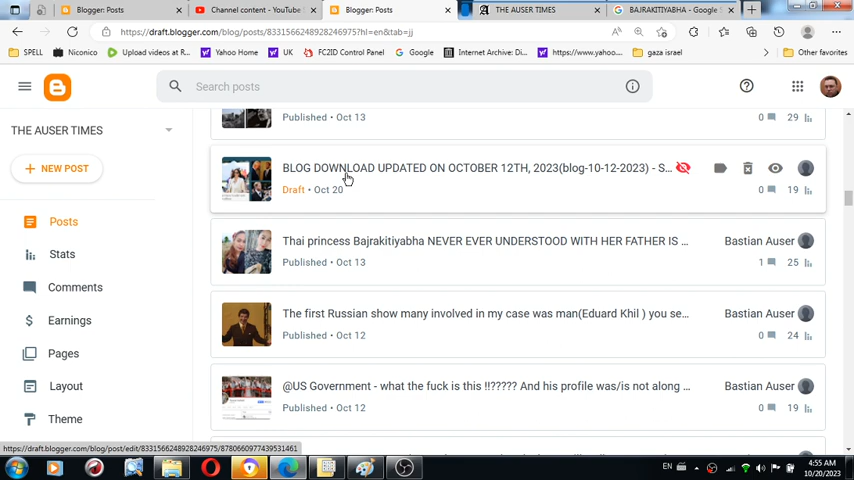 Blogger: Posts
Channel content - YouTube
Blogger: Posts
THE AUSER TIMES
BAJRAKITIYABHA - Google
https://draft.blogger.com/blog/posts/8331566248928246975?hl=en&tab=jj
SPELL
Niconico
Upload videos at R...
Yahoo Home
UK
FC2ID Control Panel
Google
Internet Archive: Di...
https://www.yahoo....
gaza israel
Other favorites
Search posts
THE AUSER TIMES
NEW POST
Posts
Stats
Comments
Earnings
Pages
Layout
Theme
Published • Oct 13
0
29
BLOG DOWNLOAD UPDATED ON OCTOBER 12TH, 2023(blog-10-12-2023) - S...
Draft • Oct 20
0
19
Thai princess Bajrakitiyabha NEVER EVER UNDERSTOOD WITH HER FATHER IS ...
Bastian Auser
Published • Oct 13
1
25
The first Russian show many involved in my case was man(Eduard Khil ) you se...
Bastian Auser
Published • Oct 12
0
24
@US Government - what the fuck is this !!????? And his profile was/is not along ...
Bastian Auser
Published • Oct 12
0
19
https://draft.blogger.com/blog/post/edit/8331566248928246975/8780660977439531461
EN
4:55 AM
10/20/2023